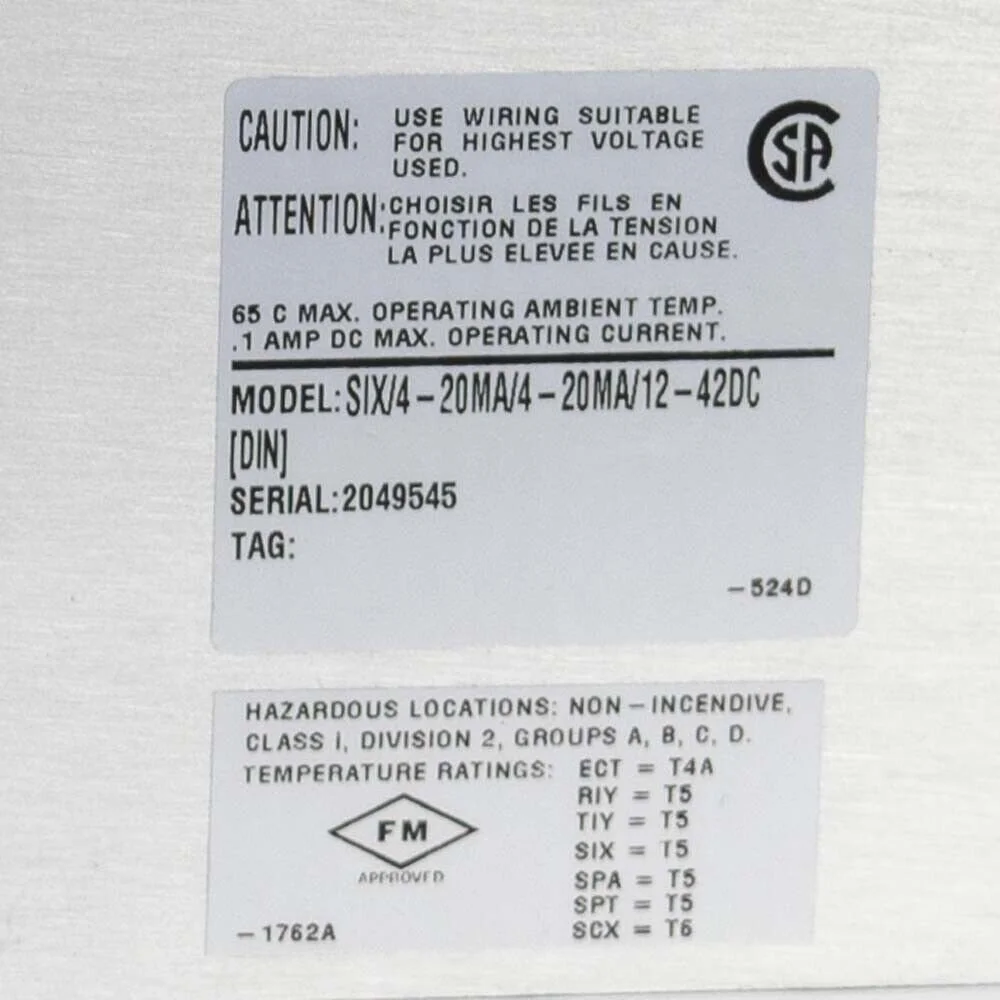 CAUTION: USE WIRING SUITABLE
FOR HIGHEST VOLTAGE
USED.
SA
ATTENTION: CHOISIR LES FILS EN
FONCTION DE LA TENSION
LA PLUS ELEVEE EN CAUSE.
65 C MAX. OPERATING AMBIENT TEMP.
.1 AMP DC MAX. OPERATING CURRENT.
MODEL: SIX/4-20MA/4-20MA/12-42DC
[DIN]
SERIAL: 2049545
TAG:
-524D
HAZARDOUS LOCATIONS: NON-INCENDIVE,
CLASS I, DIVISION 2, GROUPS A, B, C, D.
TEMPERATURE RATINGS: ECT = T4A
RIY = T5
TIY = T5
SIX = T5
SPA = T5
SPT = T5
SCX = T6
FM
APPROVED
-1762A